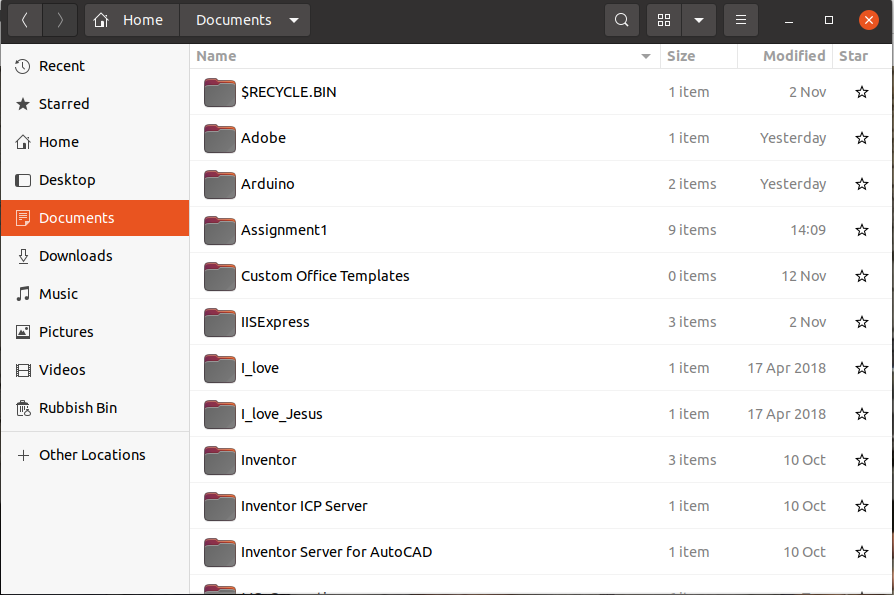 Home Documents
Name Size Modified Star
Recent
Starred
Home
Desktop
Documents
Downloads
Music
Pictures
Videos
Rubbish Bin
Other Locations
$RECYCLE.BIN 1 item 2 Nov
Adobe 1 item Yesterday
Arduino 2 items Yesterday
Assignment1 9 items 14:09
Custom Office Templates 0 items 12 Nov
IISExpress 3 items 2 Nov
I_love 1 item 17 Apr 2018
I_love_Jesus 1 item 17 Apr 2018
Inventor 3 items 10 Oct
Inventor ICP Server 1 item 10 Oct
Inventor Server for AutoCAD 1 item 10 Oct